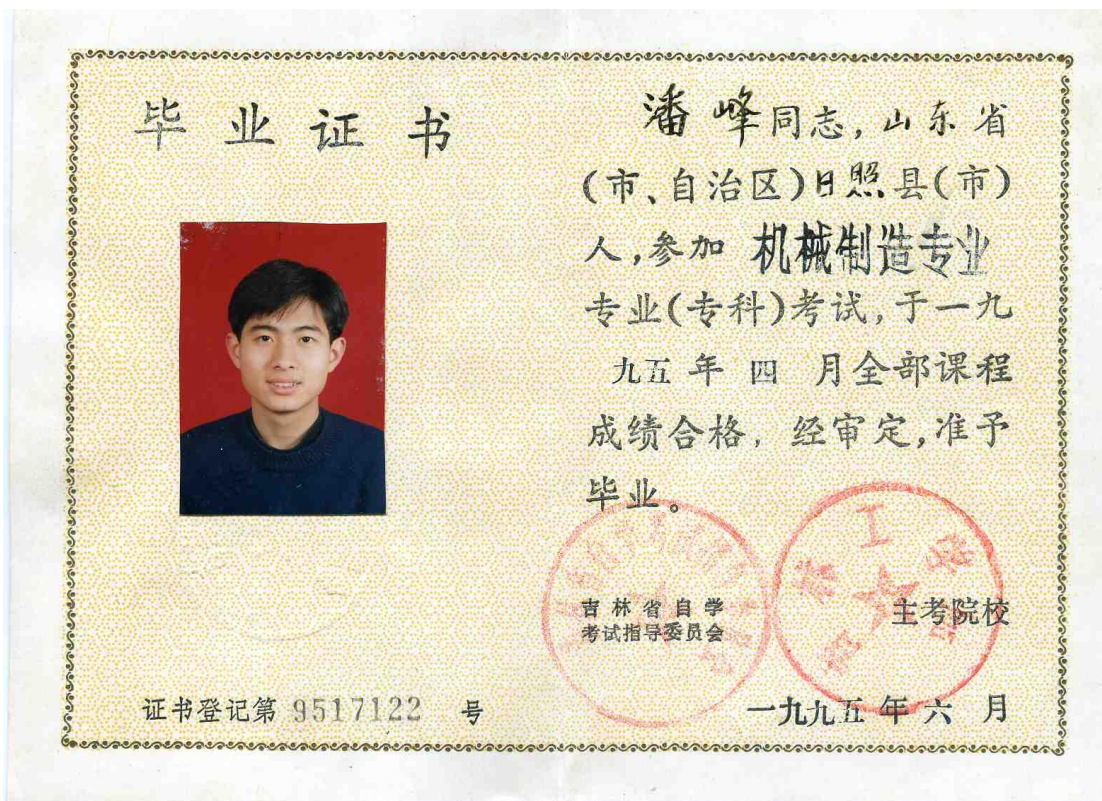 毕业证书
潘峰同志,山东省
(市、自治区)日照县(市)
人,参加 机械制造专业
专业(专科)考试,于一九
九五年四月全部课程
成绩合格,经审定,准予
毕业。
吉林省自学
考试指导委员会
主考院校
证书登记第 9517122 号
一九九五年六月